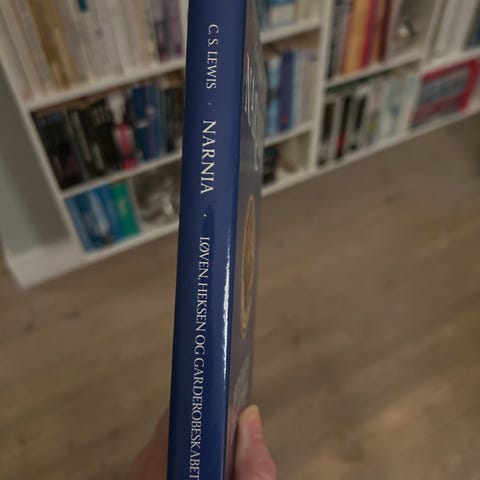 C. S. LEWIS · NARNIA · LØVEN, HEKSEN OG GARDEROBESKABET